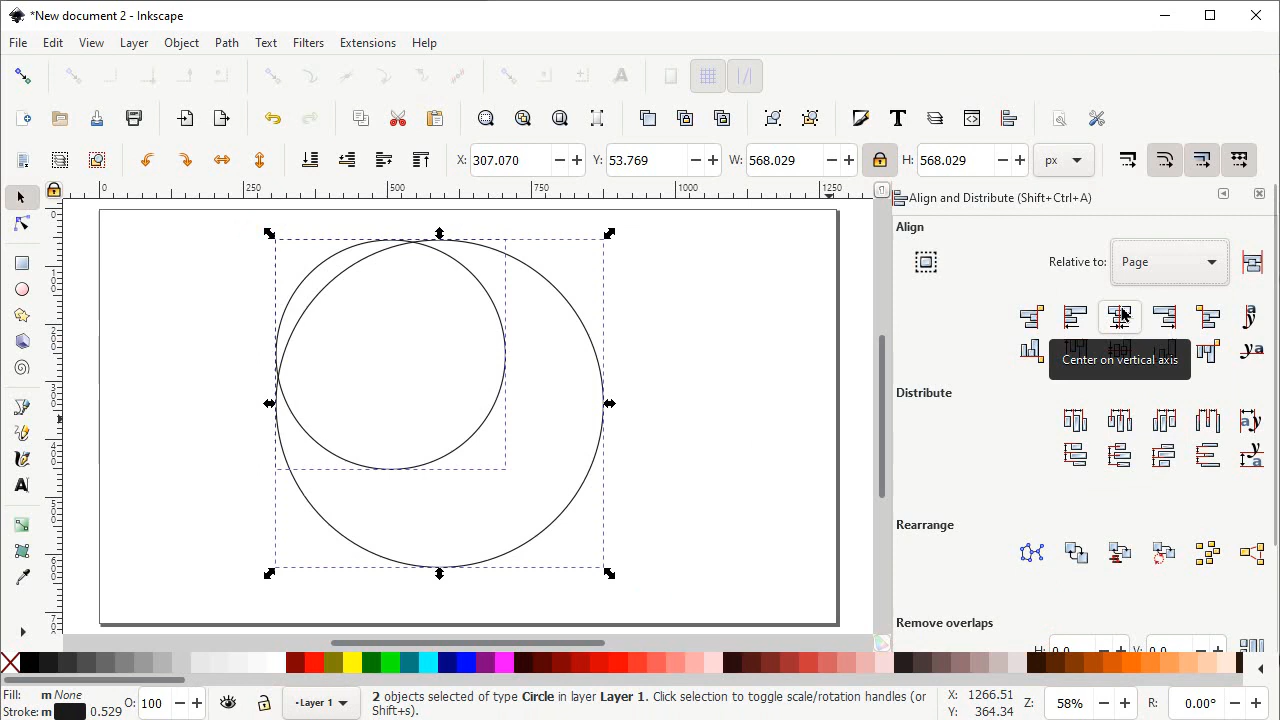 *New document 2 - Inkscape
File Edit View Layer Object Path Text Filters Extensions Help
X: 307.070 Y: 53.769 W: 568.029 H: 568.029 px
0 250 500 750 1000 1250
Align and Distribute (Shift+Ctrl+A)
Align
Relative to: Page
Center on vertical axis
Distribute
Rearrange
Remove overlaps
H: 0.0 V: 0.0
Fill: m None
Stroke: m 0.529
O: 100
Layer 1
2 objects selected of type Circle in layer Layer 1. Click selection to toggle scale/rotation handles (or
Shift+s).
X: 1266.51
Y: 364.34
Z: 58%
R: 0.00°